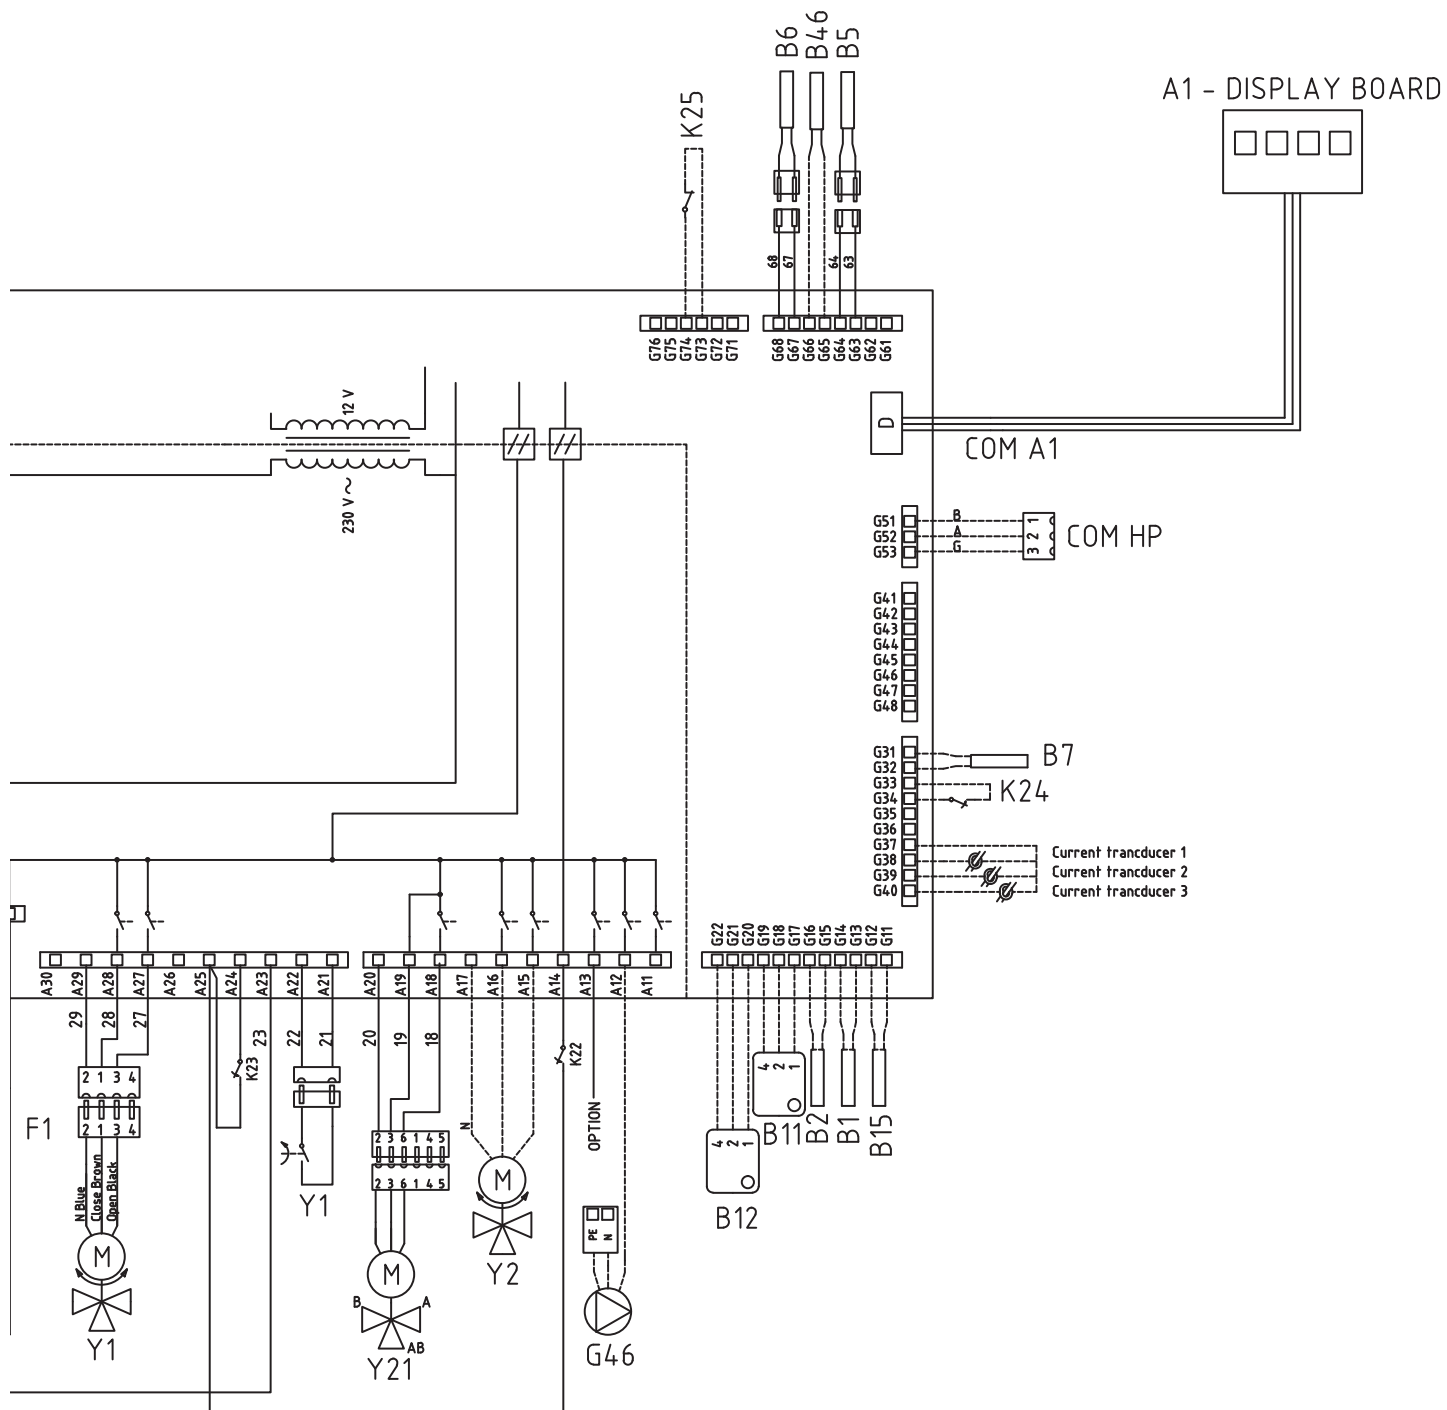 B6
B46
B5
A1 - DISPLAY BOARD
K25
68
67
64
63
G76
G75
G74
G73
G72
G71
G68
G67
G66
G65
G64
G63
G62
G61
12 V
230 V ~
D
COM A1
G51
G52
G53
B
A
G
1
2
3
COM HP
G41
G42
G43
G44
G45
G46
G47
G48
G31
G32
G33
G34
G35
G36
G37
G38
G39
G40
B7
K24
Current trancducer 1
Current trancducer 2
Current trancducer 3
G22
G21
G20
G19
G18
G17
G16
G15
G14
G13
G12
G11
A30
A29
A28
A27
A26
A25
A24
A23
A22
A21
A20
A19
A18
A17
A16
A15
A14
A13
A12
A11
29
28
27
23
22
21
20
19
18
K23
K22
2 1 3 4
2 1 3 4
F1
N Blue
Close Brown
Open Black
M
Y1
Y1
2 3 6 1 4 5
2 3 6 1 4 5
M
B
A
AB
Y21
N
M
Y2
OPTION
PE
N
G46
4 2 1
B12
4 2 1
B11
B2
B1
B15